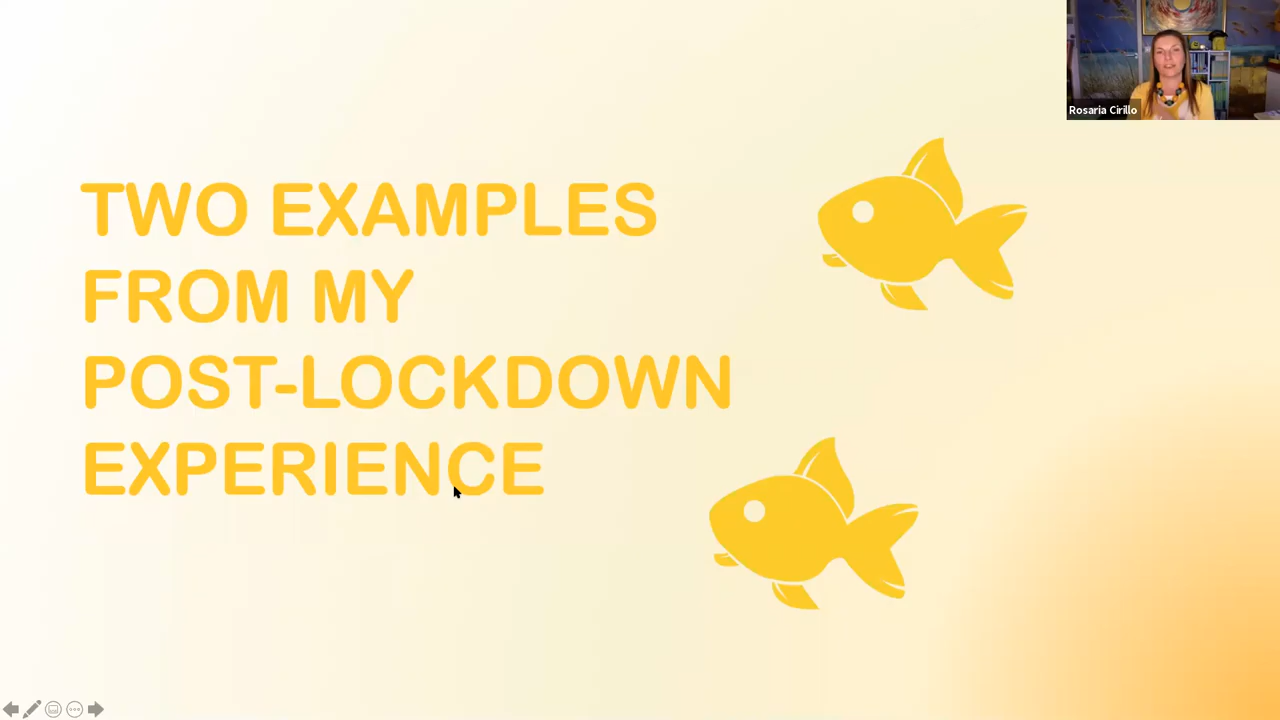 TWO EXAMPLES
FROM MY
POST-LOCKDOWN
EXPERIENCE
Rosaria Cirillo